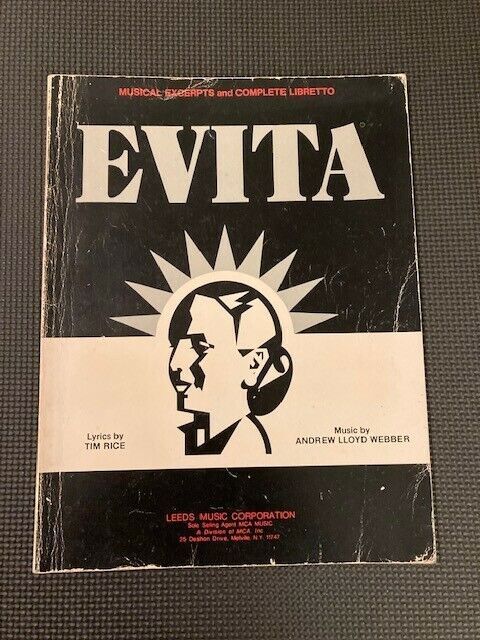 MUSICAL EXCERPTS and COMPLETE LIBRETTO
EVITA
Lyrics by
TIM RICE
Music by
ANDREW LLOYD WEBBER
LEEDS MUSIC CORPORATION
Sole Selling Agent MCA MUSIC
A Division of MCA Inc.
25 Deshon Drive, Melville, N.Y. 11747